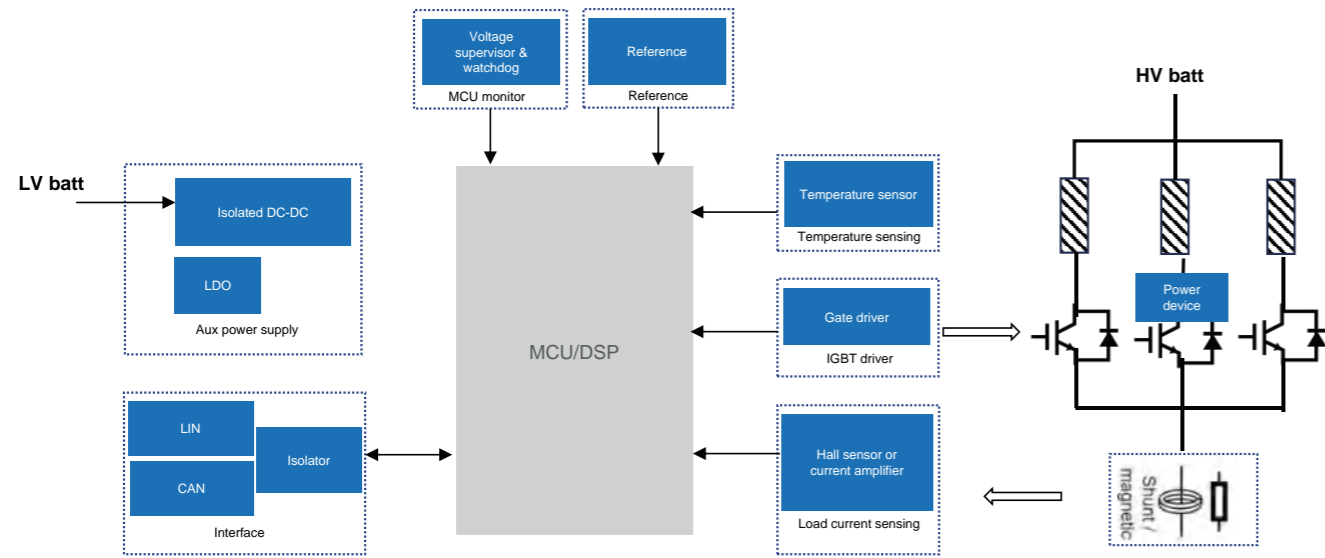 Voltage
supervisor &
watchdog
MCU monitor
Reference
Reference
HV batt
LV batt
Isolated DC-DC
LDO
Aux power supply
MCU/DSP
Temperature sensor
Temperature sensing
Gate driver
IGBT driver
Power
device
LIN
CAN
Isolator
Interface
Hall sensor or
current amplifier
Load current sensing
Shunt /
magnetic